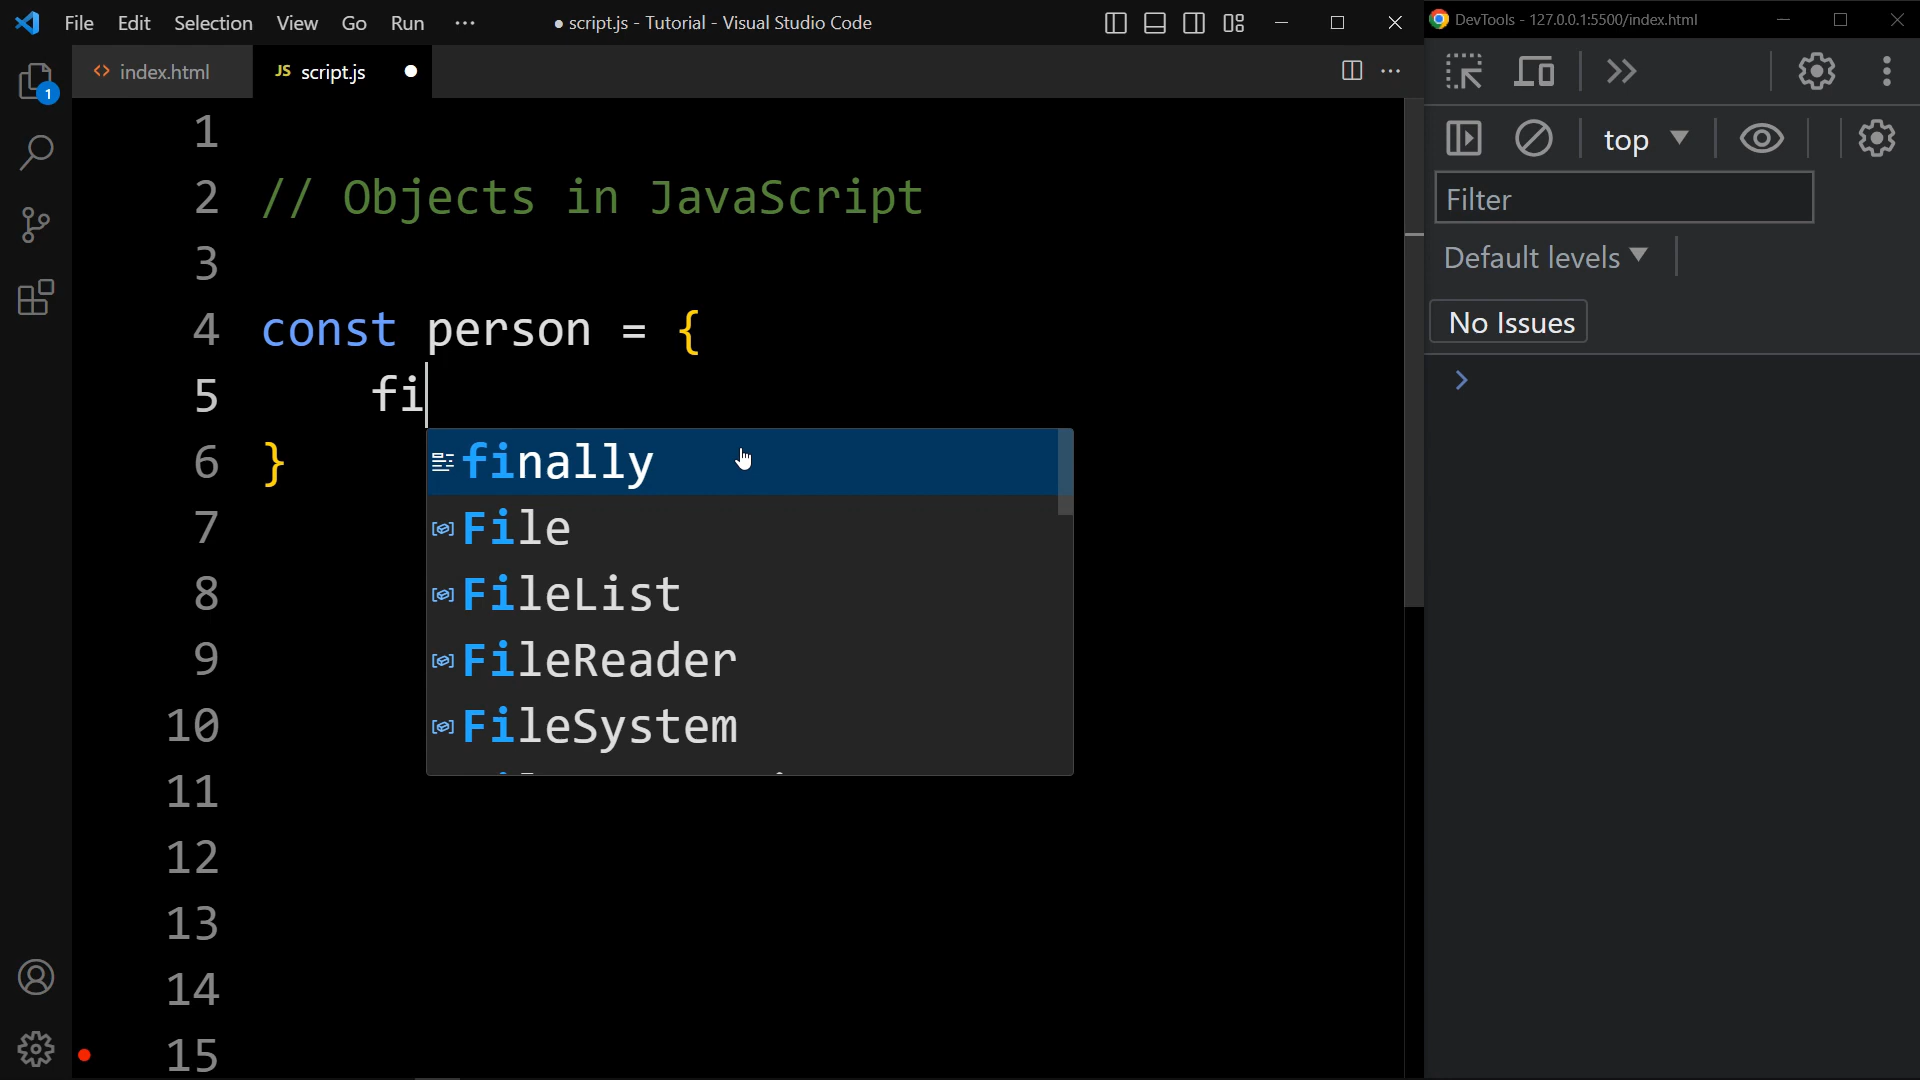 File Edit Selection View Go Run ··· ● script.js - Tutorial - Visual Studio Code
DevTools - 127.0.0.1:5500/index.html
<> index.html JS script.js ●
1
1
2 // Objects in JavaScript
3
4 const person = {
5 fi
6 }
7
8
9
10
11
12
13
14
15
finally
File
FileList
FileReader
FileSystem
top
Filter
Default levels
No Issues
>